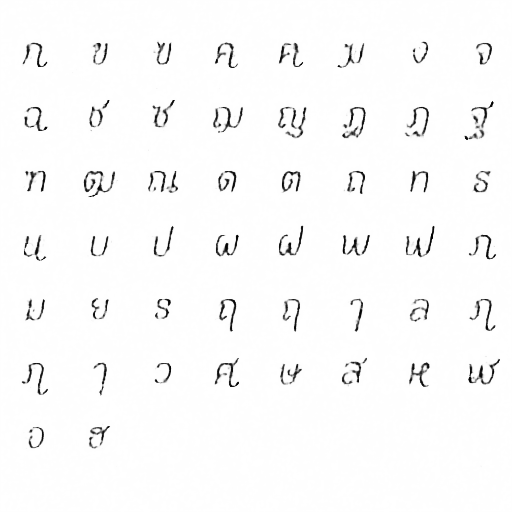 ก ข ฃ ค ฅ ฆ ง จ
ฉ ช ซ ฌ ญ ฎ ฏ ฐ
ฑ ฒ ณ ด ต ถ ท ธ
น บ ป ผ ฝ พ ฟ ภ
ม ย ร ฤ ฤ ๅ ล ฦ
ฦ ๅ ว ศ ษ ส ห ฬ
อ ฮ